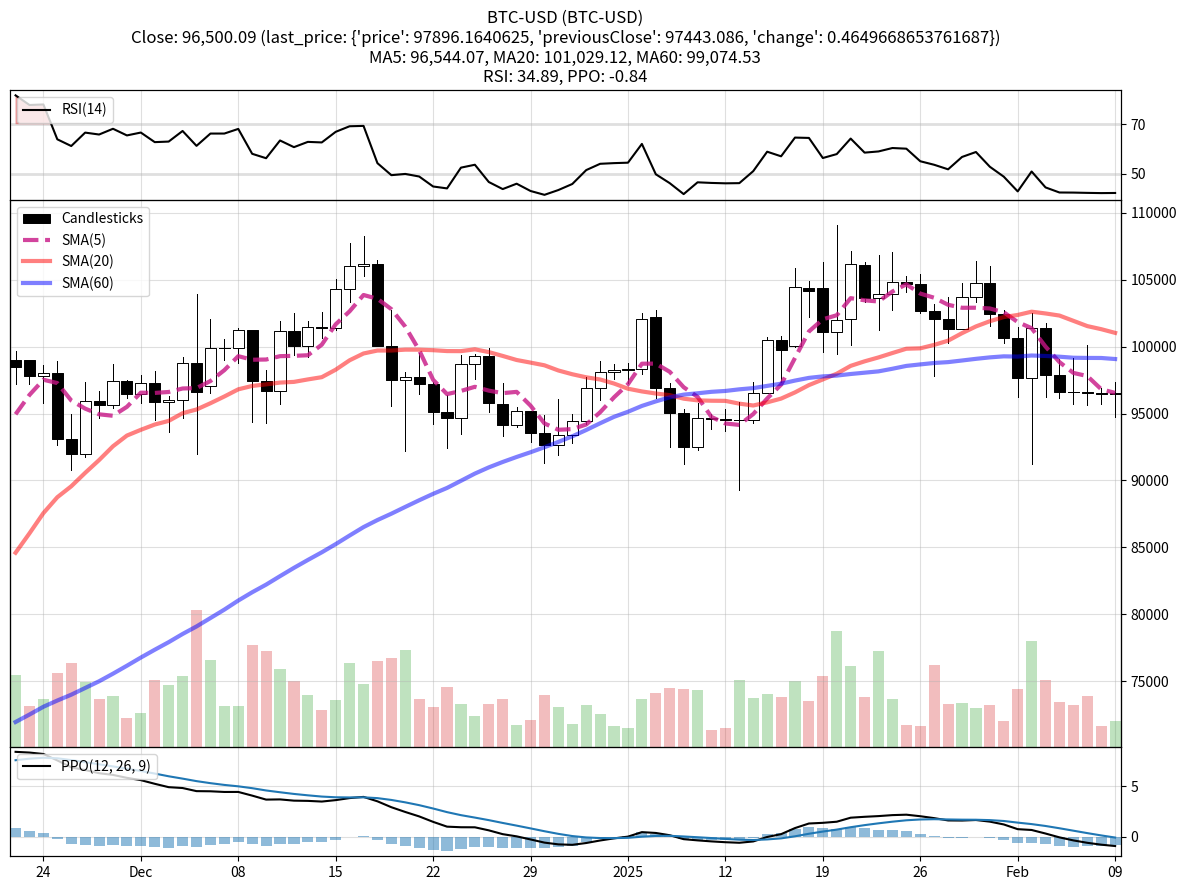 BTC-USD (BTC-USD)
Close: 96,500.09 (last_price: {'price': 97896.1640625, 'previousClose': 97443.086, 'change': 0.4649668653761687})
MA5: 96,544.07, MA20: 101,029.12, MA60: 99,074.53
RSI: 34.89, PPO: -0.84
RSI(14)
70
50
Candlesticks
SMA(5)
SMA(20)
SMA(60)
110000
105000
100000
95000
90000
85000
80000
75000
PPO(12, 26, 9)
5
0
24 Dec 08 15 22 29 2025 12 19 26 Feb 09